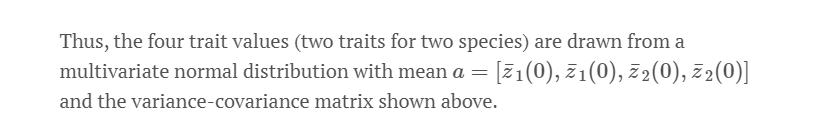 Thus, the four trait values (two traits for two species) are drawn from a
multivariate normal distribution with mean a = [z̄₁(0), z̄₁(0), z̄₂(0), z̄₂(0)]
and the variance-covariance matrix shown above.